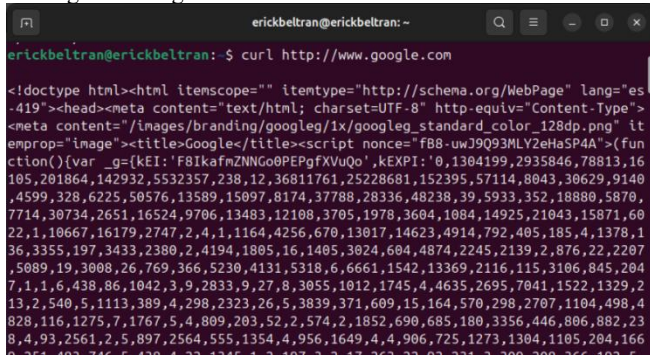 erickbeltran@erickbeltran: ~
erickbeltran@erickbeltran:~$ curl http://www.google.com
<!doctype html><html itemscope="" itemtype="http://schema.org/WebPage" lang="es
-419"><head><meta content="text/html; charset=UTF-8" http-equiv="Content-Type">
<meta content="/images/branding/googleg/1x/googleg_standard_color_128dp.png" it
emprop="image"><title>Google</title><script nonce="fB8-uwJ9Q93MLY2eHaSP4A">(fun
ction(){var _g={kEI:'F8IkafmZNNGo0PEPgfXVuQo',kEXPI:'0,1304199,2935846,78813,16
105,201864,142932,5532357,238,12,36811761,25228681,152395,57114,8043,30629,9140
,4599,328,6225,50576,13589,15097,8174,37788,28336,48238,39,5933,352,18880,5870,
7714,30734,2651,16524,9706,13483,12108,3705,1978,3604,1084,14925,21043,15871,60
22,1,10667,16179,2747,2,4,1,1164,4256,670,13017,14623,4914,792,405,185,4,1378,1
36,3355,197,3433,2380,2,4194,1805,16,1405,3024,604,4874,2245,2139,2,876,22,2207
,5089,19,3008,26,769,366,5230,4131,5318,6,6661,1542,13369,2116,115,3106,845,204
7,1,1,6,438,86,1042,3,9,2833,9,27,8,3055,1012,1745,4,4635,2695,7041,1522,1329,2
13,2,540,5,1113,389,4,298,2323,26,5,3839,371,609,15,164,570,298,2707,1104,498,4
828,116,1275,7,1767,5,4,809,203,52,2,574,2,1852,690,685,180,3356,446,806,882,23
8,4,93,2561,2,5,897,2564,555,1354,4,956,1649,4,4,906,725,1273,1304,1105,204,166